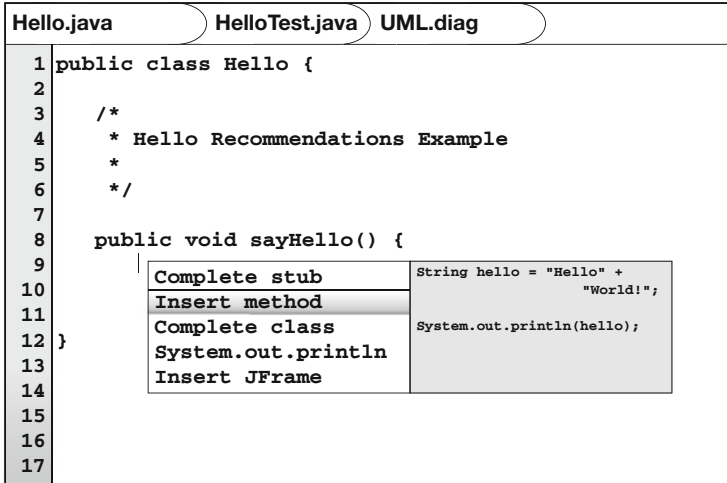 Hello.java HelloTest.java UML.diag
1 public class Hello {
2
3 /*
4 * Hello Recommendations Example
5 *
6 */
7
8 public void sayHello() {
9
10
11
12 }
13
14
15
16
17
Complete stub
Insert method
Complete class
System.out.println
Insert JFrame
String hello = "Hello" +
"World!";
System.out.println(hello);